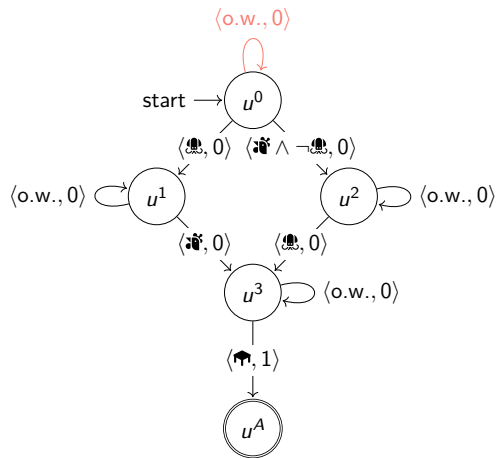 ⟨o.w., 0⟩
start
u⁰
⟨🐙, 0⟩ ⟨ ∧ ¬🐙, 0⟩
⟨o.w., 0⟩
u¹
u²
⟨o.w., 0⟩
⟨ , 0⟩
⟨🐙, 0⟩
u³
⟨o.w., 0⟩
⟨ , 1⟩
uᴬ